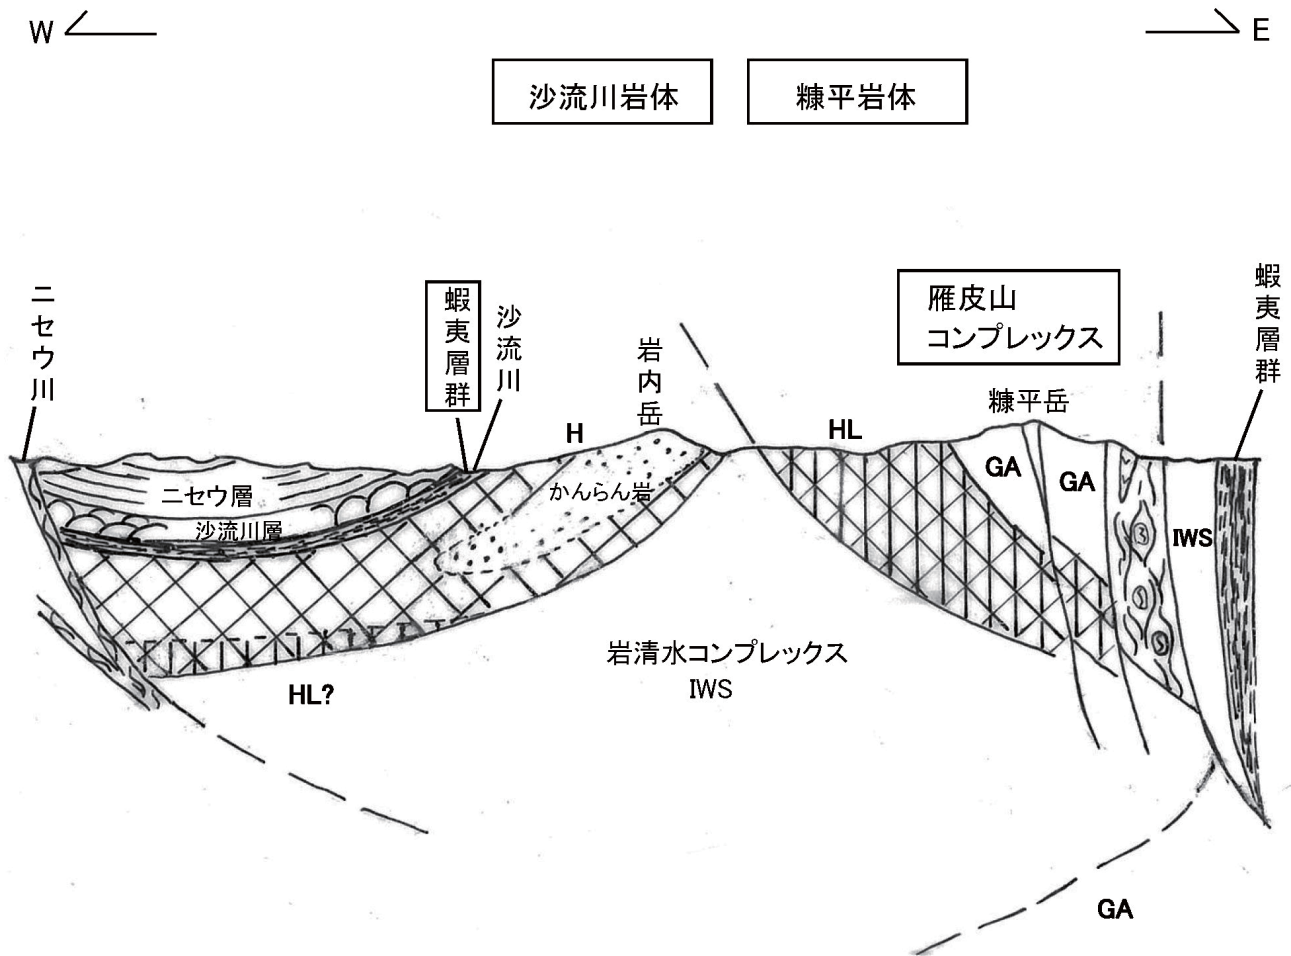 W
E
沙流川岩体
糠平岩体
ニセウ川
蝦夷層群
沙流川
岩内岳
雁皮山
コンプレックス
蝦夷層群
糠平岳
H
HL
GA
GA
ニセウ層
かんらん岩
沙流川層
IWS
岩清水コンプレックス
IWS
HL?
GA